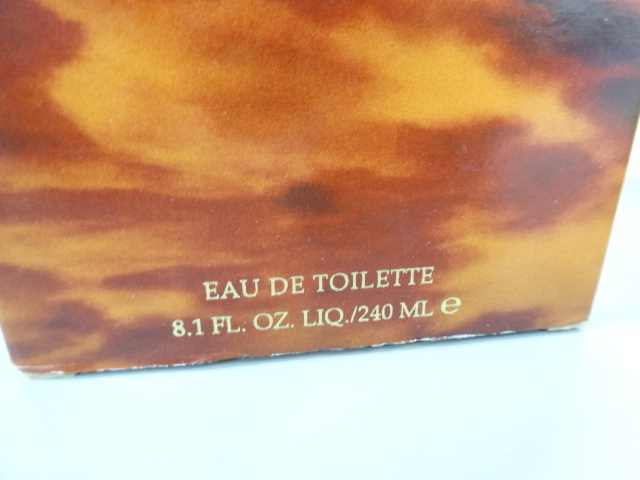 EAU DE TOILETTE
8.1 FL. OZ. LIQ./240 ML ℮